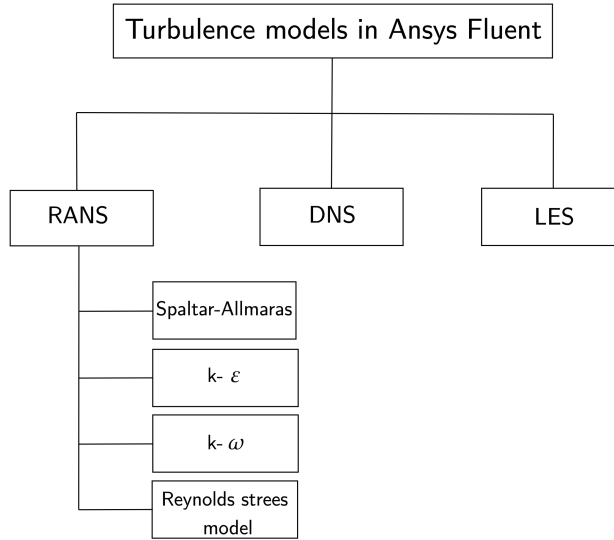 Turbulence models in Ansys Fluent
RANS
DNS
LES
Spaltar-Allmaras
k- ε
k- ω
Reynolds strees
model